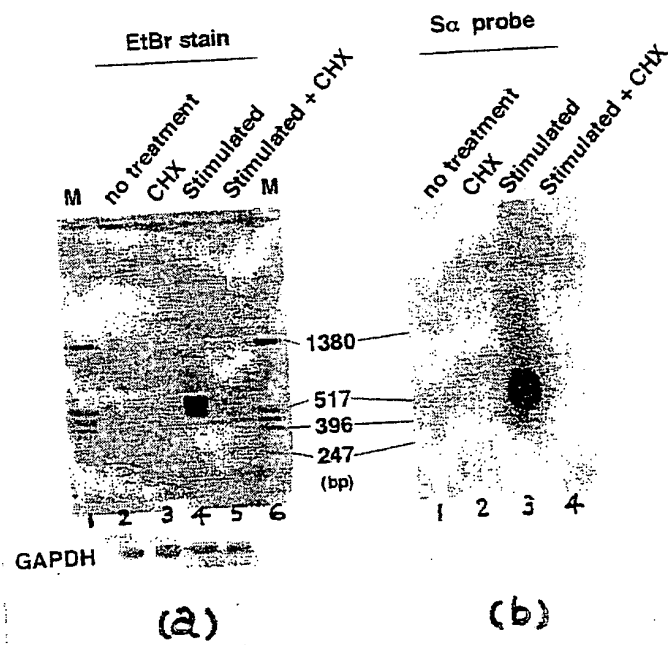 EtBr stain
Sα probe
M
no treatment
CHX
Stimulated
Stimulated + CHX
M
no treatment
CHX
Stimulated
Stimulated + CHX
1380
517
396
247
(bp)
1 2 3 4 5 6
1 2 3 4
GAPDH
(a)
(b)